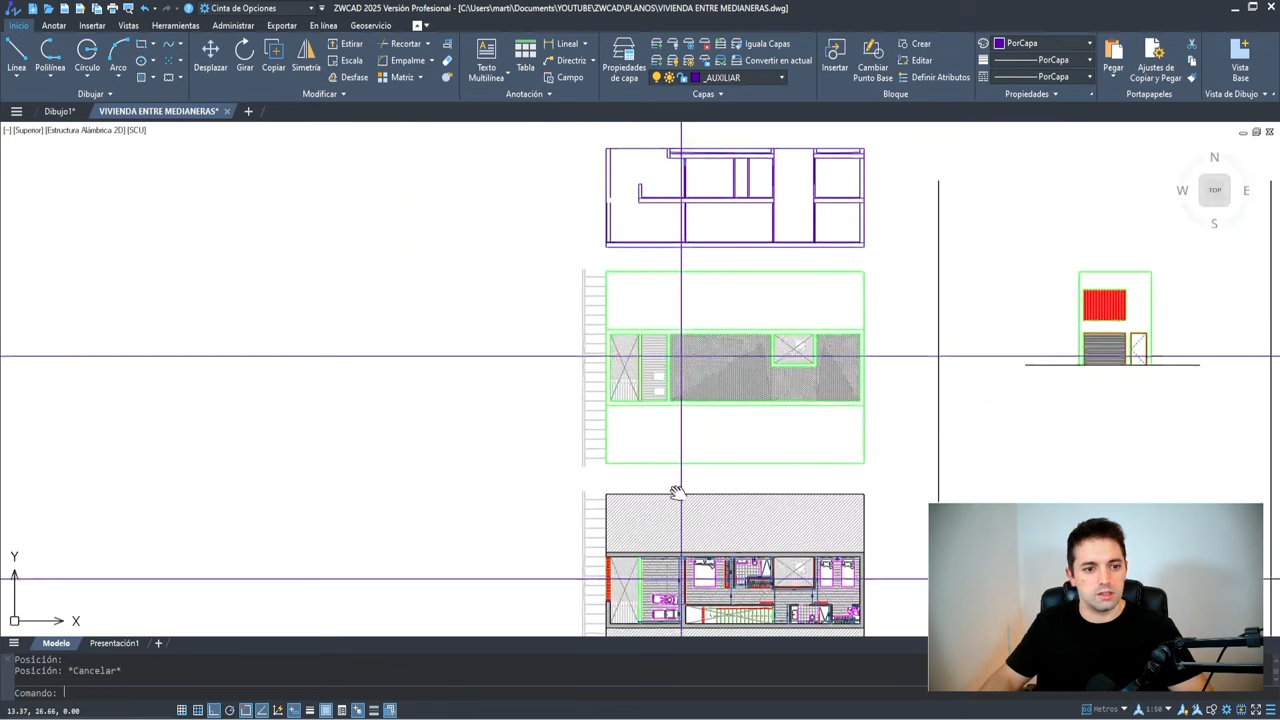 Cinta de Opciones
ZWCAD 2025 Versión Profesional - [C:\Users\marti\Documents\YOUTUBE\ZWCAD\PLANOS\VIVIENDA ENTRE MEDIANERAS.dwg]
Inicio Anotar Insertar Vistas Herramientas Administrar Exportar En línea Geoservicio
Línea Polilínea Círculo Arco
Desplazar Girar Copiar Simetría
Estirar Recortar
Escala Empalme
Desfase Matriz
Texto Multilínea Tabla
Lineal
Directriz
Campo
Propiedades de capa
Iguala Capas
Convertir en actual
_AUXILIAR
Insertar Cambiar Punto Base
Crear
Editar
Definir Atributos
PorCapa
PorCapa
PorCapa
Pegar Ajustes de Copiar y Pegar
Vista Base
Dibujar Modificar Anotación Capas Bloque Propiedades Portapapeles Vista de Dibujo
Dibujo1* VIVIENDA ENTRE MEDIANERAS*
[-] [Superior] [Estructura Alámbrica 2D] [SCU]
N
W TOP E
S
Y
X
Modelo Presentación1
Posición:
Posición: *Cancelar*
Comando:
13.37, 26.66, 0.00
Metros 1:50